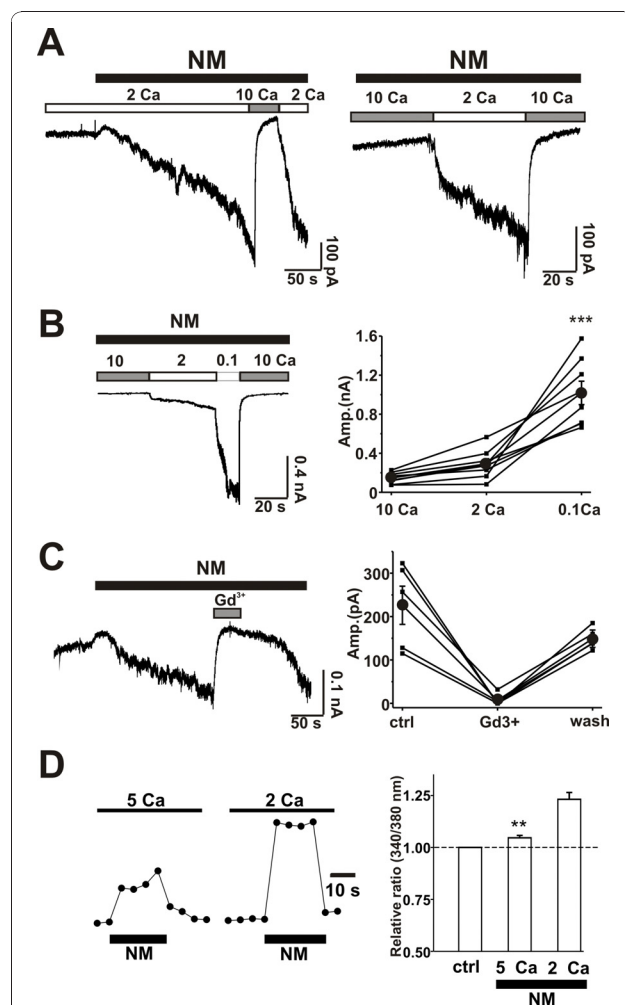 A
NM
2 Ca 10 Ca 2 Ca
100 pA
50 s
NM
10 Ca 2 Ca 10 Ca
100 pA
20 s
B
NM
10 2 0.1 10 Ca
0.4 nA
20 s
***
Amp.(nA)
1.6
1.2
0.8
0.4
0
10 Ca 2 Ca 0.1Ca
C
NM
Gd3+
0.1 nA
50 s
Amp.(pA)
300
200
100
0
ctrl Gd3+ wash
D
5 Ca 2 Ca
10 s
NM NM
Relative ratio (340/380 nm)
1.25
1.00
0.75
0.50
**
ctrl 5 Ca 2 Ca
NM